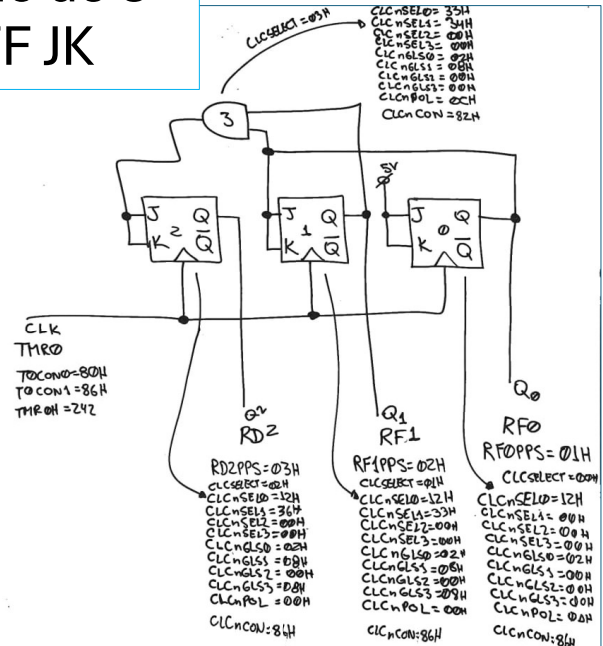 FF JK
CLCSELECT=03H
CLCnSEL0= 33H
CLCnSEL1= 34H
CLCnSEL2= 00H
CLCnSEL3= 00H
CLCnGLS0= 02H
CLCnGLS1= 08H
CLCnGLS2= 00H
CLCnGLS3= 00H
CLCnPOL= 0CH
CLCnCON=82H
3
5V
J Q
2
K Q
J Q
1
K Q
J Q
0
K Q
CLK
TMR0
T0CON0=80H
T0CON1=86H
TMR0H=242
Q2
RD2
RD2PPS=03H
CLCSELECT=02H
CLCnSEL0=12H
CLCnSEL1=36H
CLCnSEL2=00H
CLCnSEL3=00H
CLCnGLS0=02H
CLCnGLS1=08H
CLCnGLS2=00H
CLCnGLS3=08H
CLCnPOL=00H
CLCnCON=86H
Q1
RF1
RF1PPS=02H
CLCSELECT=01H
CLCnSEL0=12H
CLCnSEL1=33H
CLCnSEL2=00H
CLCnSEL3=00H
CLCnGLS0=02H
CLCnGLS1=08H
CLCnGLS2=00H
CLCnGLS3=08H
CLCnPOL=00H
CLCnCON=86H
Q0
RF0
RF0PPS=01H
CLCSELECT=00H
CLCnSEL0=12H
CLCnSEL1=00H
CLCnSEL2=00H
CLCnSEL3=00H
CLCnGLS0=02H
CLCnGLS1=00H
CLCnGLS2=00H
CLCnGLS3=00H
CLCnPOL=
CLCnCON=86H